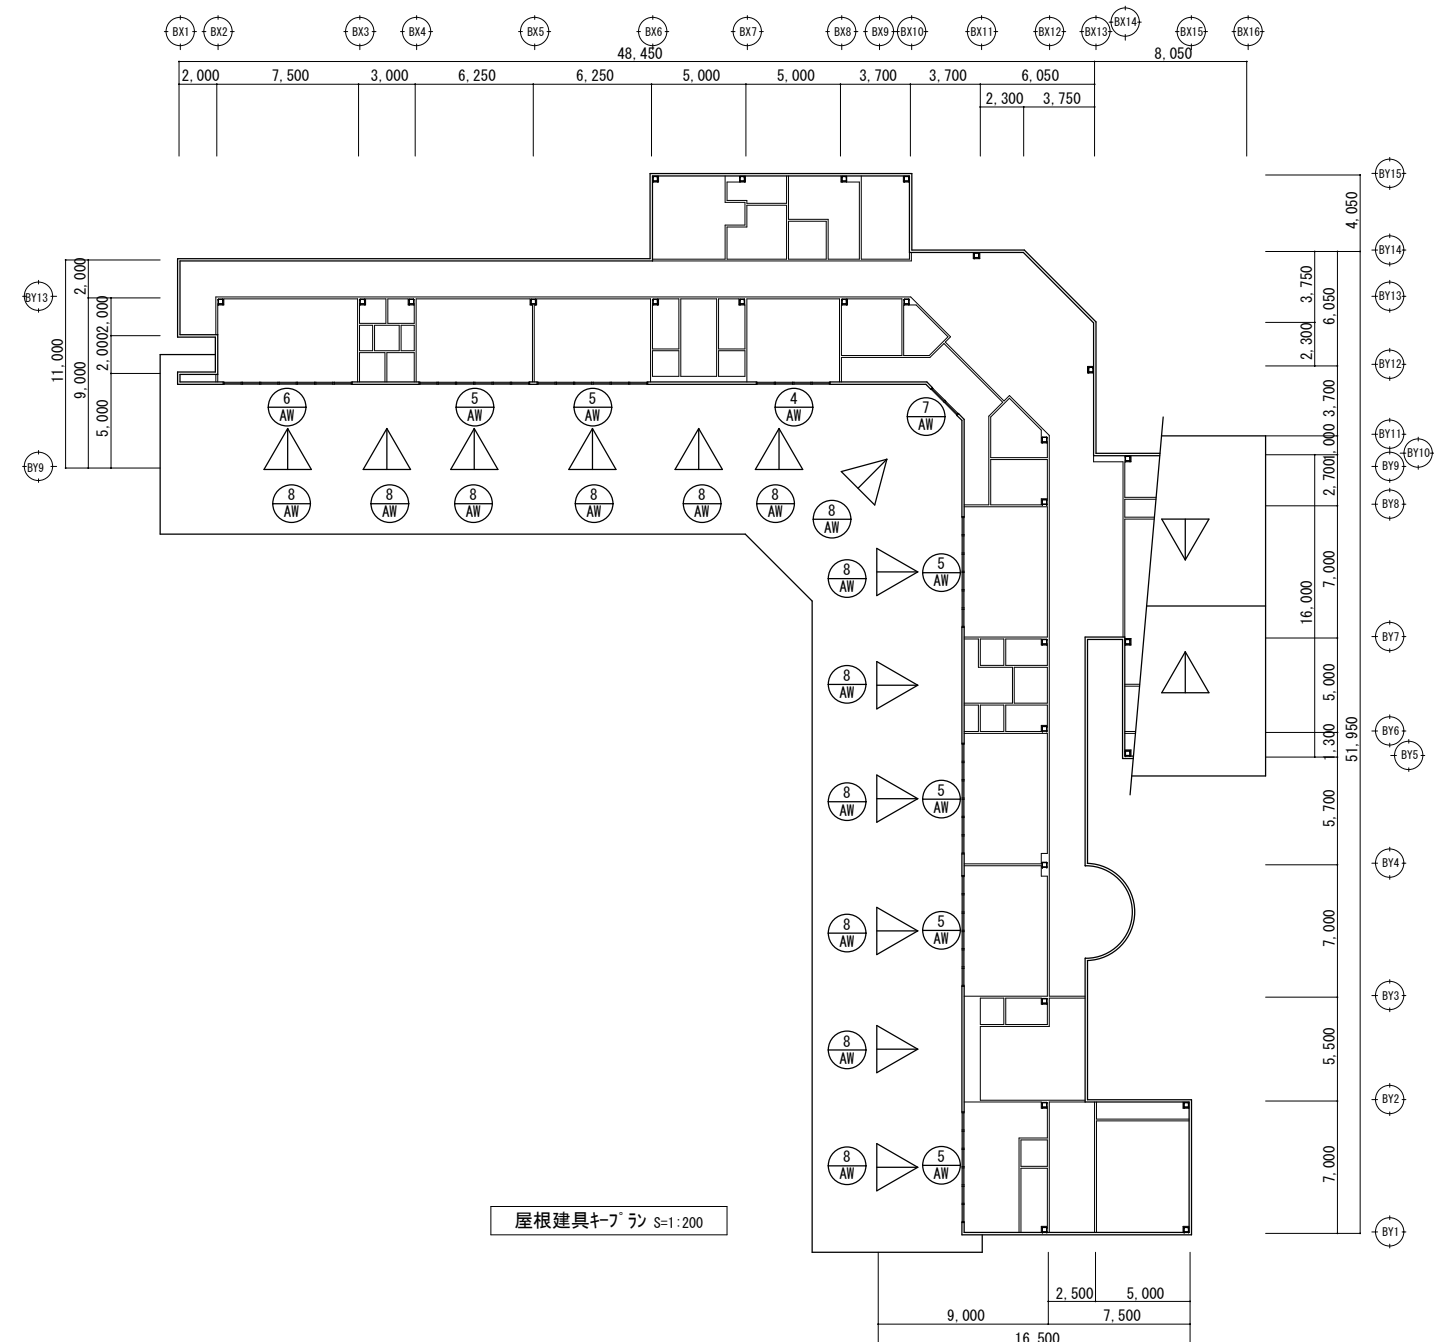 BX1 BX2 BX3 BX4 BX5 BX6 BX7 BX8 BX9 BX10 BX11 BX12 BX13 BX14 BX15 BX16
48,450 8,050
2,000 7,500 3,000 6,250 6,250 5,000 5,000 3,700 3,700 6,050
2,300 3,750
BY15
4,050
BY14
BY13
BY13
2,000
2,000
2,000
11,000
9,000
5,000
BY9
3,750
6,050
2,300
BY12
3,700
BY11
1,000
BY10
BY9
2,700
BY8
7,000
16,000
BY7
5,000
BY6
1,300
BY5
51,950
5,700
BY4
7,000
BY3
5,500
BY2
7,000
BY1
6
AW
5
AW
5
AW
4
AW
7
AW
8
AW
8
AW
8
AW
8
AW
8
AW
8
AW
8
AW
8
AW
5
AW
8
AW
8
AW
5
AW
8
AW
5
AW
8
AW
8
AW
5
AW
屋根建具ｷｰﾌﾟﾗﾝ S=1:200
2,500 5,000
9,000 7,500
16,500